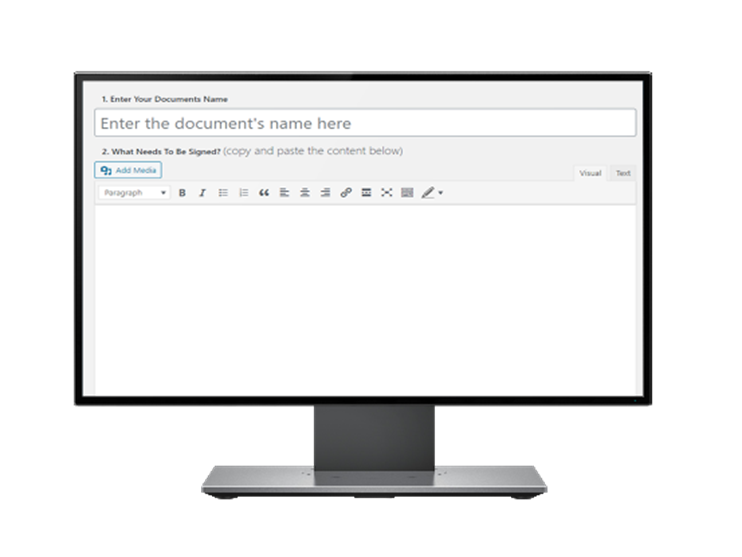 1. Enter Your Documents Name
Enter the document's name here
2. What Needs To Be Signed? (copy and paste the content below)
Add Media
Visual Text
Paragraph B I